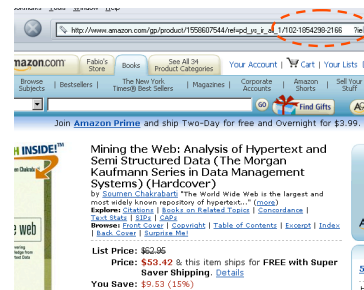 http://www.amazon.com/gp/product/1558607544/ref=pd_ys_ir_all_1/102-1854298-2166
mazon.com
Fabio's Store
Books
See All 34 Product Categories
Your Account | Cart | Your Lists |
Browse Subjects | Bestsellers | The New York Times® Best Sellers | Magazines | Corporate Accounts | Amazon Shorts | Sell Your Stuff
GO
Find Gifts
Join Amazon Prime and ship Two-Day for free and Overnight for $3.99.
H INSIDE!™
Mining the Web: Analysis of Hypertext and
Semi Structured Data (The Morgan
Kaufmann Series in Data Management
Systems) (Hardcover)
by Soumen Chakrabarti "The World Wide Web is the largest and
most widely known repository of hypertext..." (more)
Explore: Citations | Books on Related Topics | Concordance |
Text Stats | SIPs | CAPs
Browse: Front Cover | Copyright | Table of Contents | Excerpt | Index
| Back Cover | Surprise Me!
web
List Price: $62.95
Price: $53.42 & this item ships for FREE with Super
Saver Shipping. Details
You Save: $9.53 (15%)